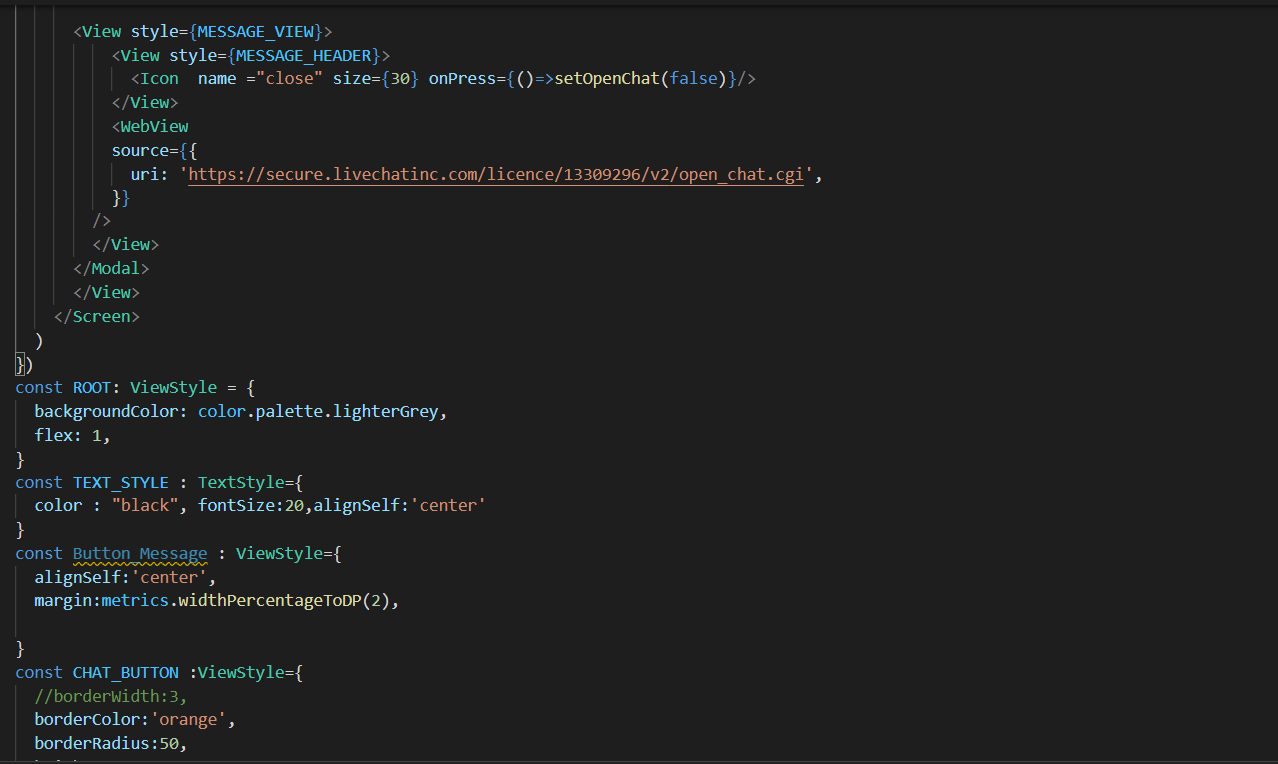 <View style={MESSAGE_VIEW}>
<View style={MESSAGE_HEADER}>
<Icon  name ="close" size={30} onPress={()=>setOpenChat(false)}/>
</View>
<WebView
source={{
uri: 'https://secure.livechatinc.com/licence/13309296/v2/open_chat.cgi',
}}
/>
</View>
</Modal>
</View>
</Screen>
)
})
const ROOT: ViewStyle = {
backgroundColor: color.palette.lighterGrey,
flex: 1,
}
const TEXT_STYLE : TextStyle={
color : "black", fontSize:20,alignSelf:'center'
}
const Button_Message : ViewStyle={
alignSelf:'center',
margin:metrics.widthPercentageToDP(2),
}
const CHAT_BUTTON :ViewStyle={
//borderWidth:3,
borderColor:'orange',
borderRadius:50,